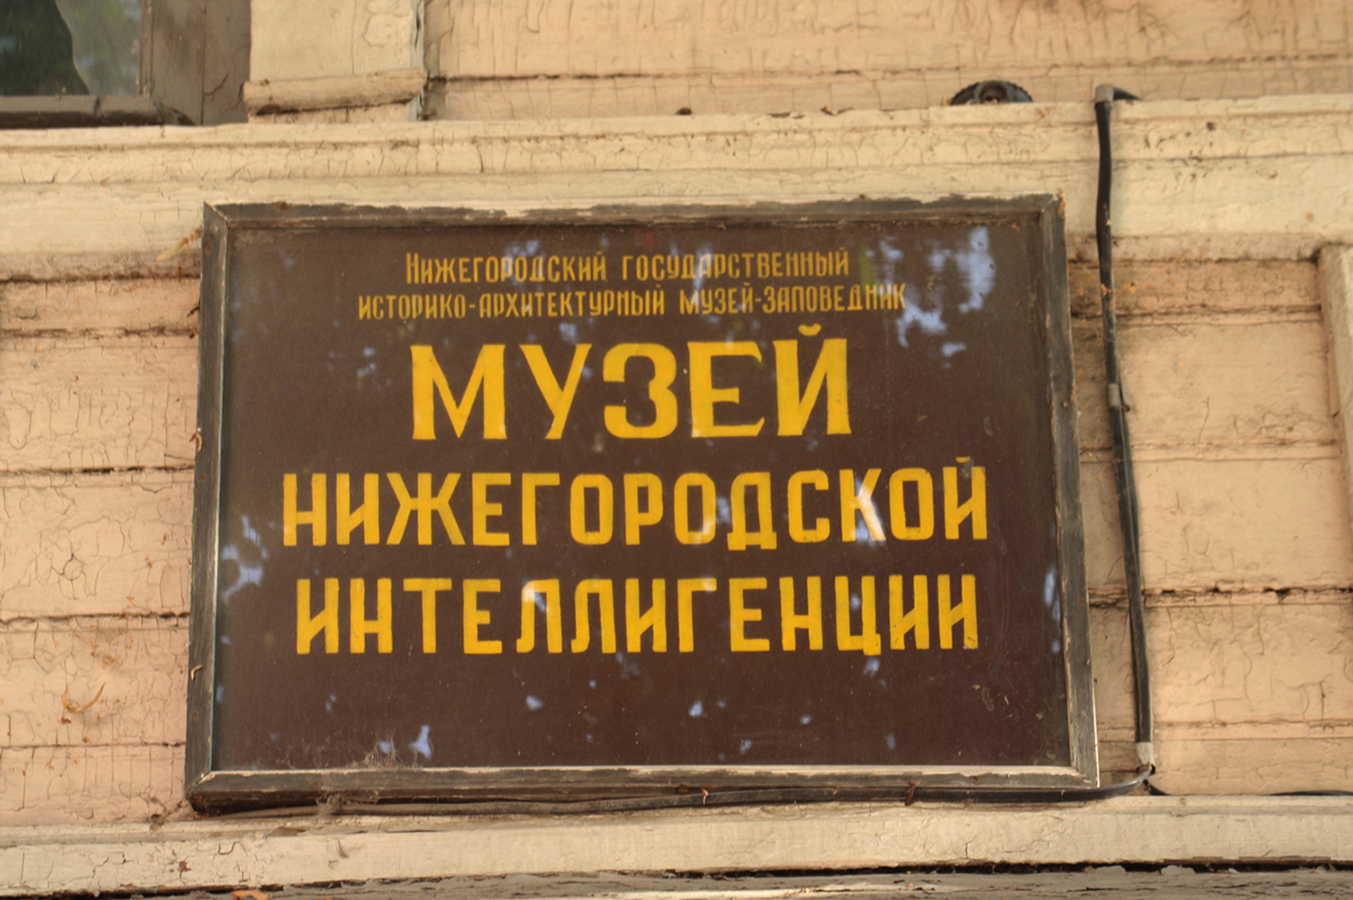 Нижегородский государственный
историко-архитектурный музей-заповедник
МУЗЕЙ
НИЖЕГОРОДСКОЙ
ИНТЕЛЛИГЕНЦИИ